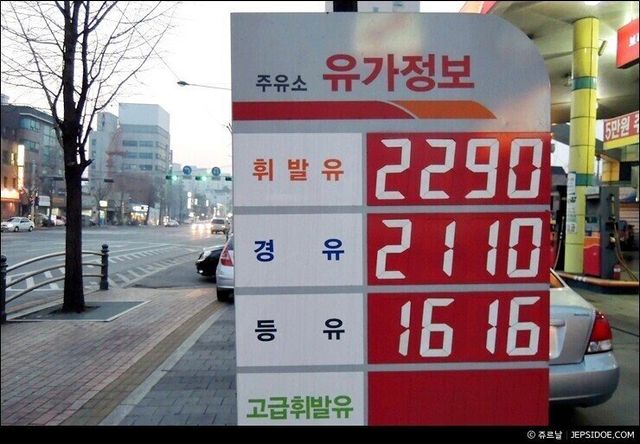 주유소 유가정보
휘발유 2290
경유 2110
등유 1616
고급휘발유
5만원 주
© 쥬르날 | JEPSIDOE.COM